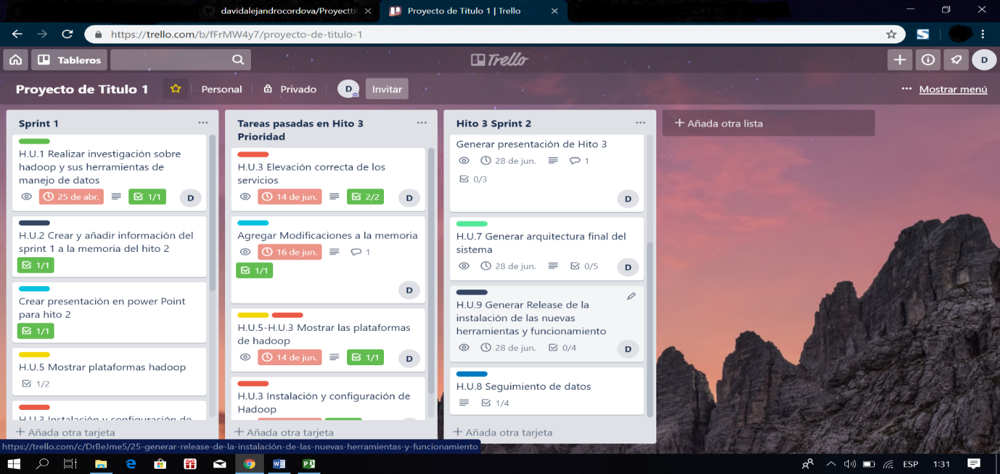 davidalejandrocordova/Proyecttit
Proyecto de Titulo 1 | Trello
https://trello.com/b/fFrMW4y7/proyecto-de-titulo-1
Tableros
Trello
D
Proyecto de Titulo 1
Personal
Privado
D
Invitar
Mostrar menú
Sprint 1
H.U.1 Realizar investigación sobre
hadoop y sus herramientas de
manejo de datos
25 de abr.
1/1
D
H.U.2 Crear y añadir información del
sprint 1 a la memoria del hito 2
1/1
Crear presentación en power Point
para hito 2
1/1
H.U.5 Mostrar plataformas hadoop
1/2
H.U.3 Instalación y configuración de
Añada otra tarjeta
Tareas pasadas en Hito 3
Prioridad
H.U.3 Elevación correcta de los
servicios
14 de jun.
2/2
D
Agregar Modificaciones a la memoria
16 de jun.
1
1/1
D
H.U.5-H.U.3 Mostrar las plataformas
de hadoop
14 de jun.
1/1
D
H.U.3 Instalación y configuración de
Hadoop
Añada otra tarjeta
Hito 3 Sprint 2
Generar presentación de Hito 3
28 de jun.
1
0/3
D
H.U.7 Generar arquitectura final del
sistema
28 de jun.
0/5
D
H.U.9 Generar Release de la
instalación de las nuevas
herramientas y funcionamiento
28 de jun.
0/4
D
H.U.8 Seguimiento de datos
1/4
Añada otra tarjeta
Añada otra lista
https://trello.com/c/DrBeJme5/25-generar-release-de-la-instalación-de-las-nuevas-herramientas-y-funcionamiento
ESP
1:31